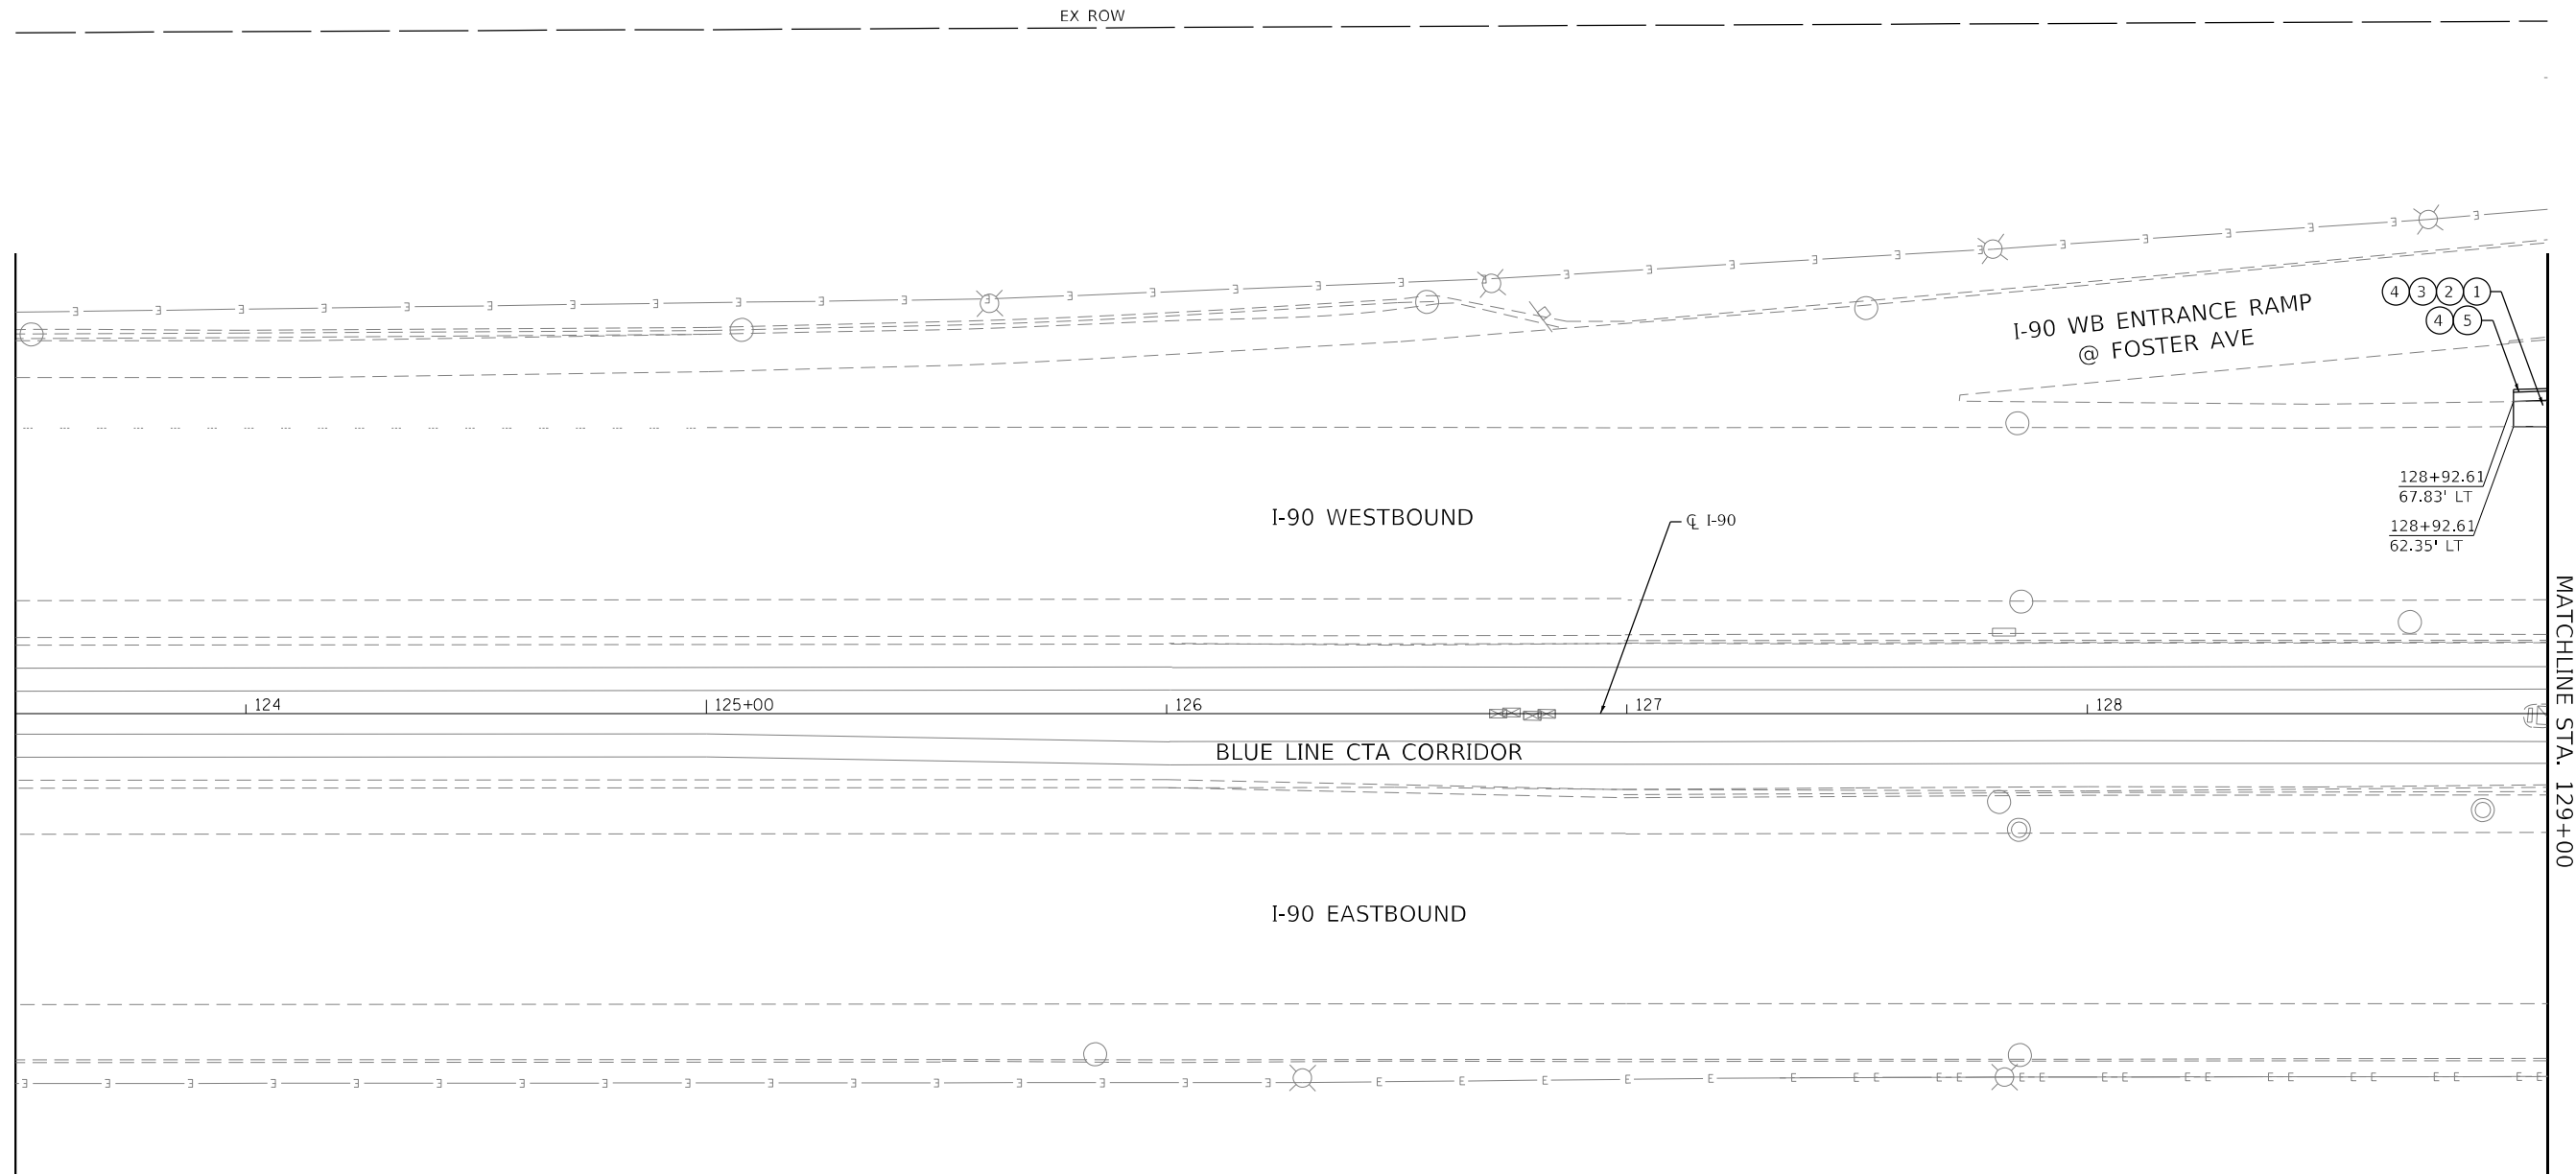 EX ROW
4 3 2 1
4 5
I-90 WB ENTRANCE RAMP
@ FOSTER AVE
128+92.61
67.83' LT
128+92.61
62.35' LT
I-90 WESTBOUND
℄ I-90
124
125+00
126
127
128
BLUE LINE CTA CORRIDOR
I-90 EASTBOUND
MATCHLINE STA. 129+00
E E E E E E E E E E E E E E E E E E E E E E E E E E E E E E
E E E E E E E E E E E E E E E E E E E E E E E E E E E E E E E E E E E E E E E